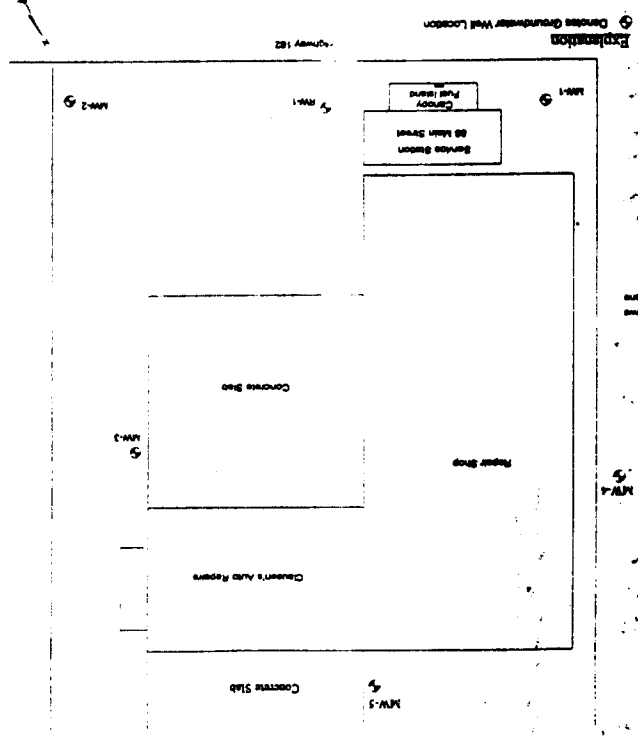 MW-5
Concrete Slab
Clausen's Auto Repairs
MW-4
Repair Shop
MW-3
Concrete Slab
Service Station
88 Main Street
Canopy
Fuel Island
MW-1
RW-1
MW-2
Highway 182
Explanation
Denotes Groundwater Well Location